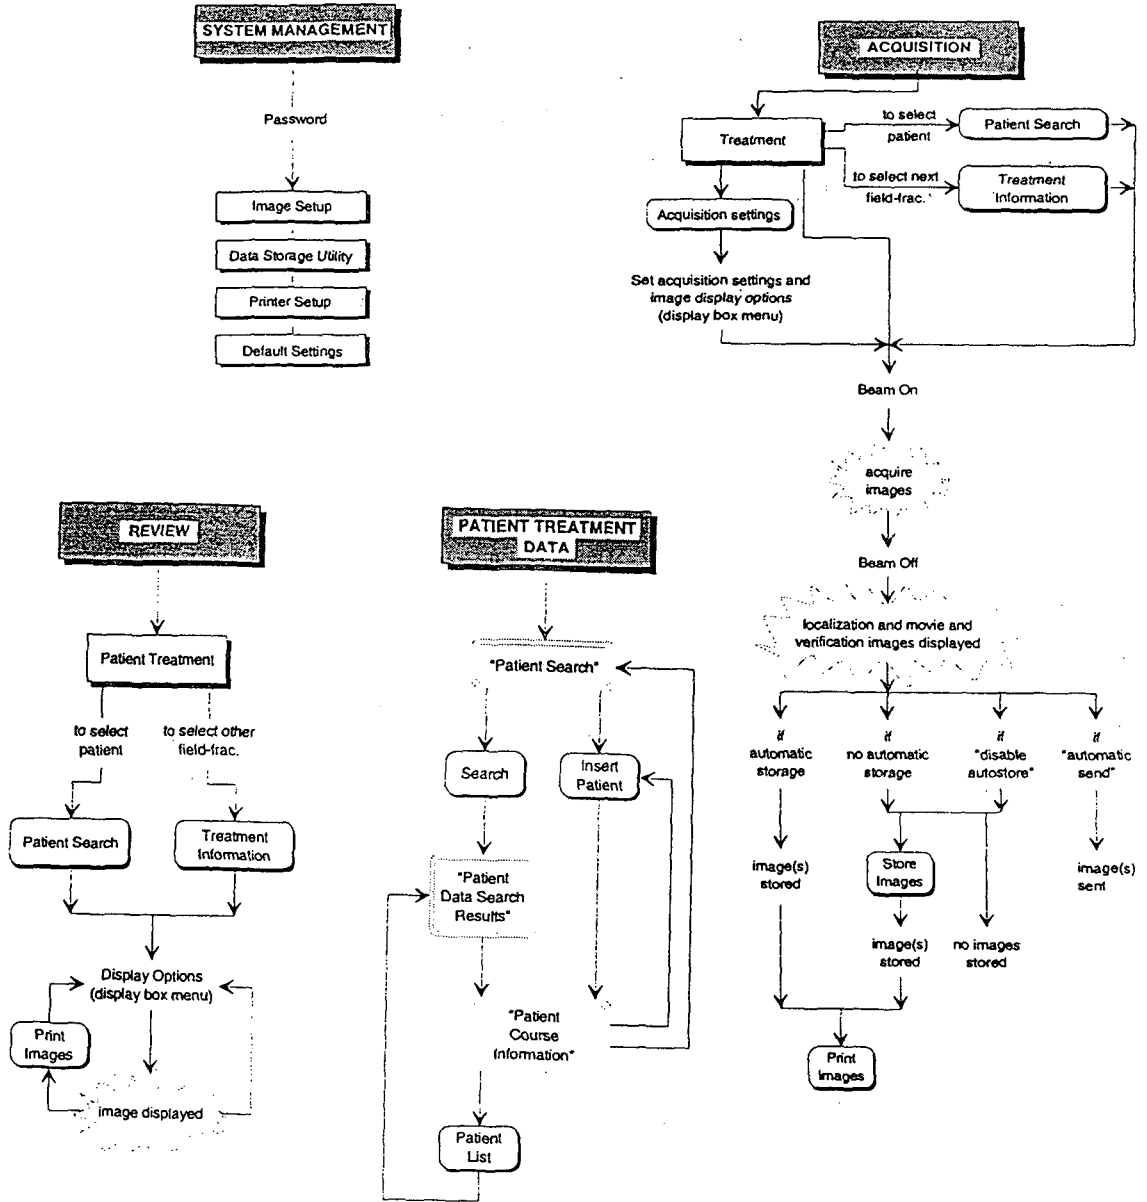 SYSTEM MANAGEMENT
Password
Image Setup
Data Storage Utility
Printer Setup
Default Settings
ACQUISITION
Treatment
to select
patient
Patient Search
to select next
field-frac.
Treatment
Information
Acquisition settings
Set acquisition settings and
image display options
(display box menu)
Beam On
acquire
images
Beam Off
localization and movie and
verification images displayed
if
automatic
storage
if
no automatic
storage
if
"disable
autostore"
if
"automatic
send"
image(s)
stored
Store
Images
image(s)
sent
image(s)
stored
no images
stored
Print
Images
REVIEW
Patient Treatment
to select
patient
to select other
field-frac.
Patient Search
Treatment
Information
Display Options
(display box menu)
Print
Images
image displayed
PATIENT TREATMENT
DATA
"Patient Search"
Search
Insert
Patient
"Patient
Data Search
Results"
"Patient
Course
Information"
Patient
List